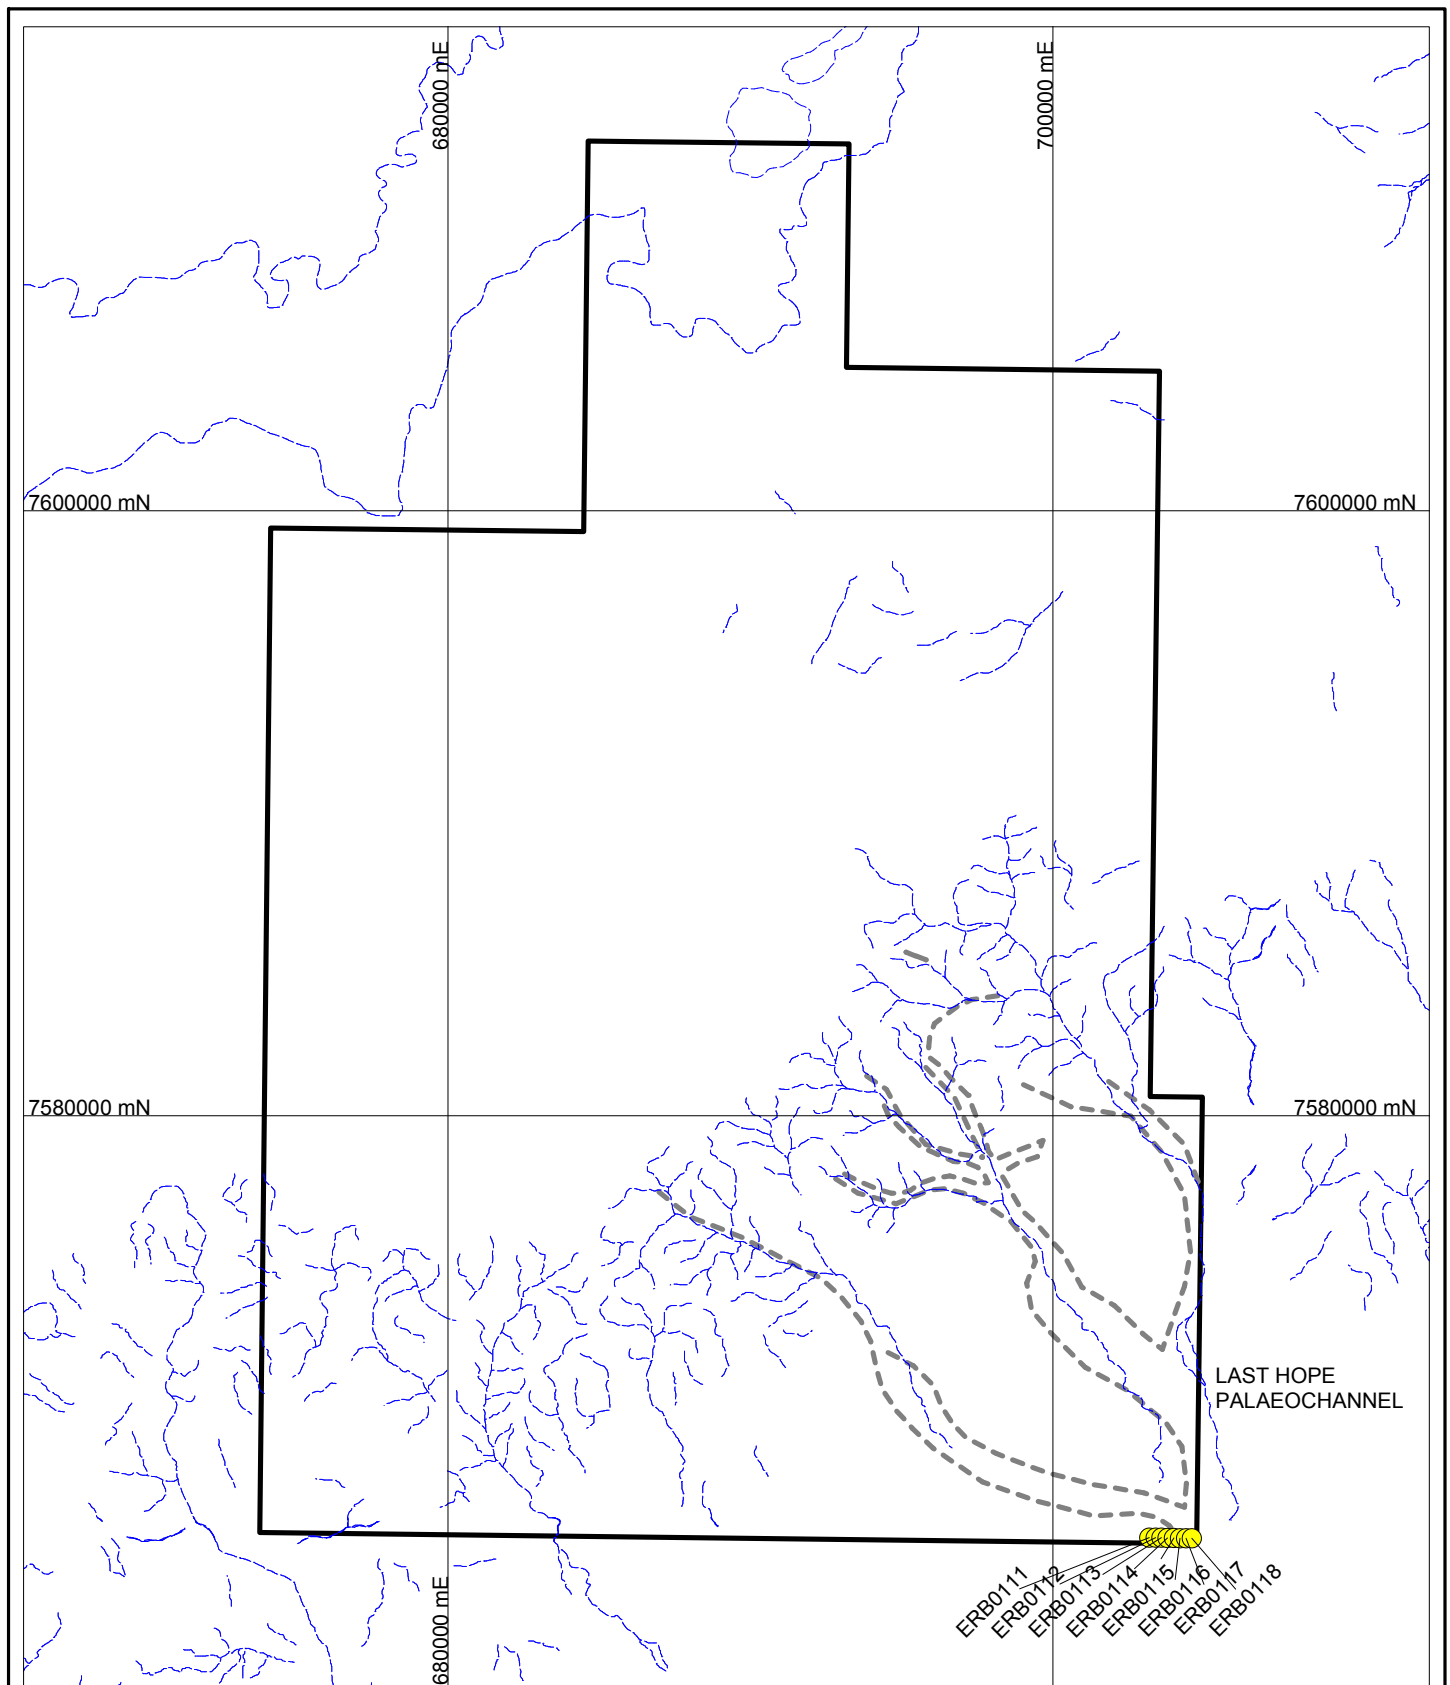 680000 mE
700000 mE
7600000 mN
7600000 mN
7580000 mN
7580000 mN
LAST HOPE
PALAEOCHANNEL
ERB0111
ERB0112
ERB0113
ERB0114
ERB0115
ERB0116
ERB0117
ERB0118
680000 mE